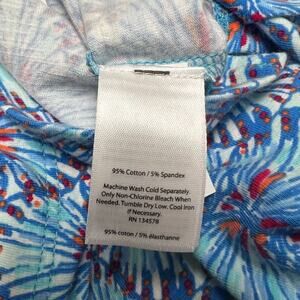 95% Cotton / 5% Spandex
Machine Wash Cold Separately.
Only Non-Chlorine Bleach When
Needed. Tumble Dry Low. Cool Iron
If Necessary.
RN 134578
95% coton / 5% élasthanne